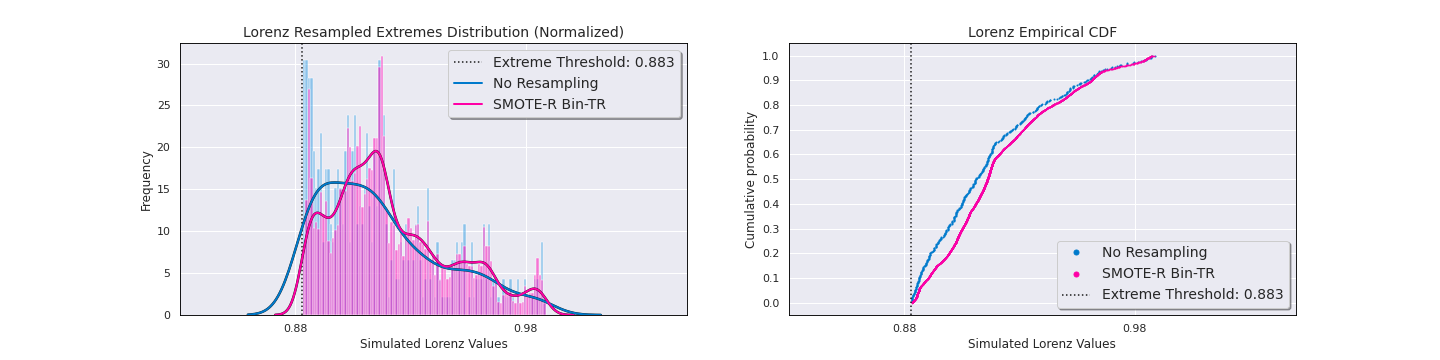 Lorenz Resampled Extremes Distribution (Normalized)
Frequency
30
25
20
15
10
5
0
Extreme Threshold: 0.883
No Resampling
SMOTE-R Bin-TR
0.88
0.98
Simulated Lorenz Values
Lorenz Empirical CDF
Cumulative probability
1.0
0.9
0.8
0.7
0.6
0.5
0.4
0.3
0.2
0.1
0.0
No Resampling
SMOTE-R Bin-TR
Extreme Threshold: 0.883
0.88
0.98
Simulated Lorenz Values